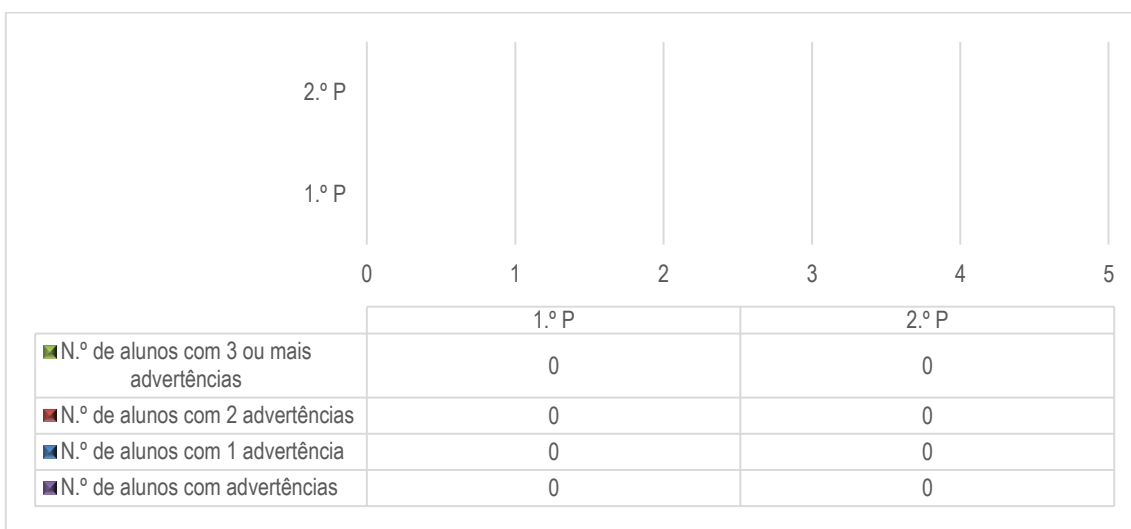 2.º P
1.º P
0 1 2 3 4 5
1.º P 2.º P
N.º de alunos com 3 ou mais
advertências 0 0
N.º de alunos com 2 advertências 0 0
N.º de alunos com 1 advertência 0 0
N.º de alunos com advertências 0 0